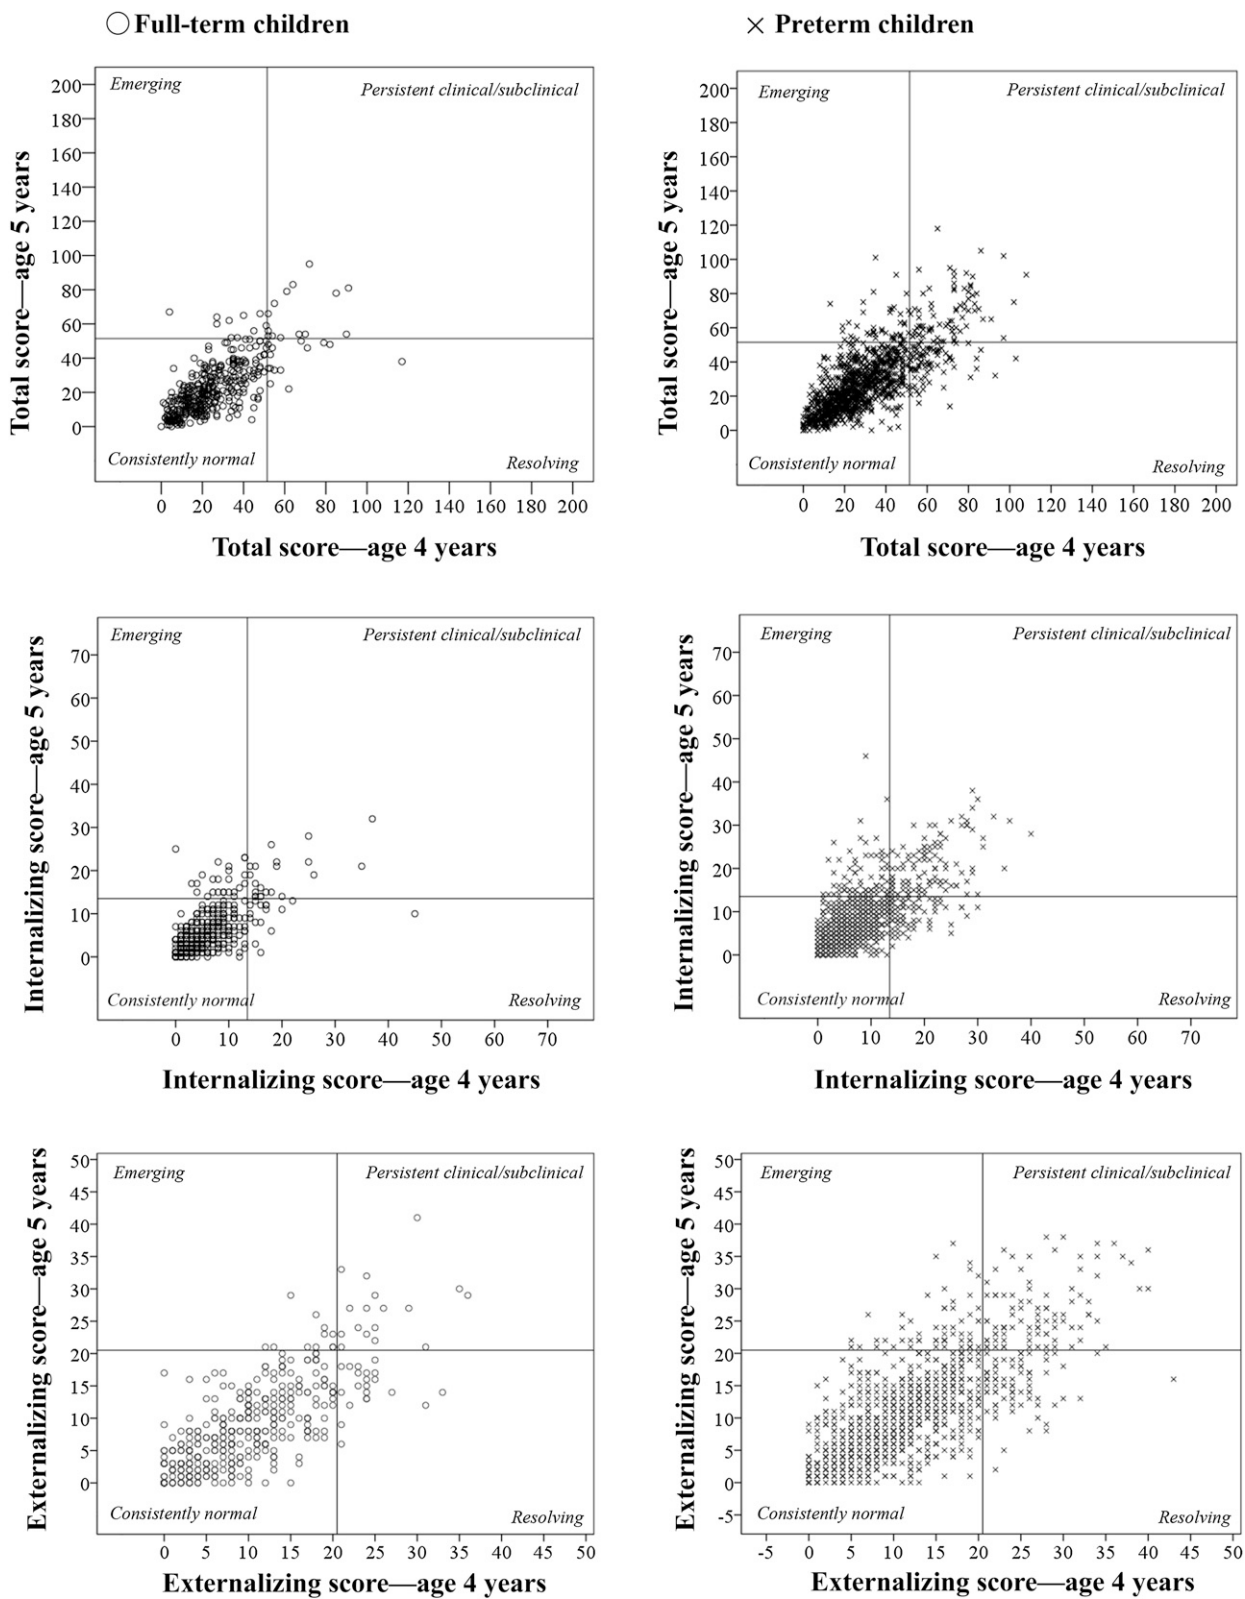 Full-term children
Preterm children
Emerging
Persistent clinical/subclinical
Total score—age 5 years
200
180
160
140
120
100
80
60
40
20
0
Consistently normal
Resolving
0 20 40 60 80 100 120 140 160 180 200
Total score—age 4 years
Emerging
Persistent clinical/subclinical
Total score—age 5 years
200
180
160
140
120
100
80
60
40
20
0
Consistently normal
Resolving
0 20 40 60 80 100 120 140 160 180 200
Total score—age 4 years
Emerging
Persistent clinical/subclinical
Internalizing score—age 5 years
70
60
50
40
30
20
10
0
Consistently normal
Resolving
0 10 20 30 40 50 60 70
Internalizing score—age 4 years
Emerging
Persistent clinical/subclinical
Internalizing score—age 5 years
70
60
50
40
30
20
10
0
Consistently normal
Resolving
0 10 20 30 40 50 60 70
Internalizing score—age 4 years
Emerging
Persistent clinical/subclinical
Externalizing score—age 5 years
50
45
40
35
30
25
20
15
10
5
0
Consistently normal
Resolving
0 5 10 15 20 25 30 35 40 45 50
Externalizing score—age 4 years
Emerging
Persistent clinical/subclinical
Externalizing score—age 5 years
50
45
40
35
30
25
20
15
10
5
0
-5
Consistently normal
Resolving
-5 0 5 10 15 20 25 30 35 40 45 50
Externalizing score—age 4 years